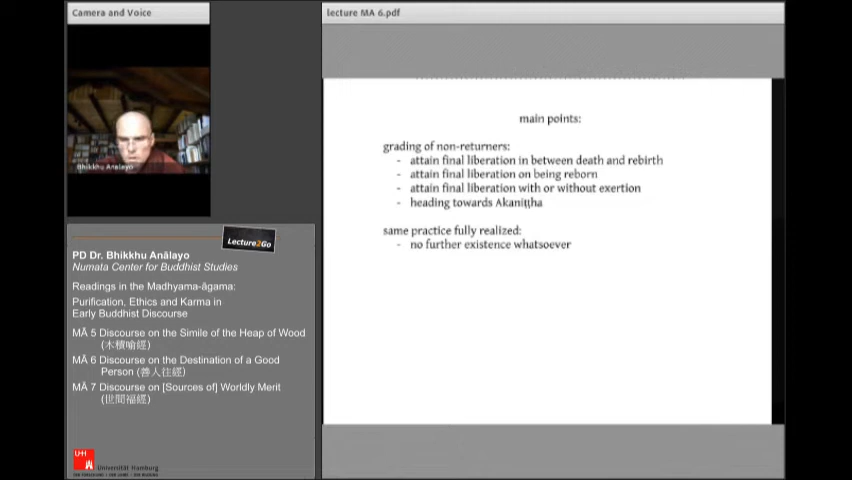 Camera and Voice
Bhikkhu Analayo
Lecture2Go
PD Dr. Bhikkhu Anālayo
Numata Center for Buddhist Studies
Readings in the Madhyama-āgama:
Purification, Ethics and Karma in
Early Buddhist Discourse
MĀ 5 Discourse on the Simile of the Heap of Wood
(木積喻經)
MĀ 6 Discourse on the Destination of a Good
Person (善人往經)
MĀ 7 Discourse on [Sources of] Worldly Merit
(世間福經)
UH
Universität Hamburg
lecture MA 6.pdf
main points:
grading of non-returners:
- attain final liberation in between death and rebirth
- attain final liberation on being reborn
- attain final liberation with or without exertion
- heading towards Akaniṭṭha
same practice fully realized:
- no further existence whatsoever